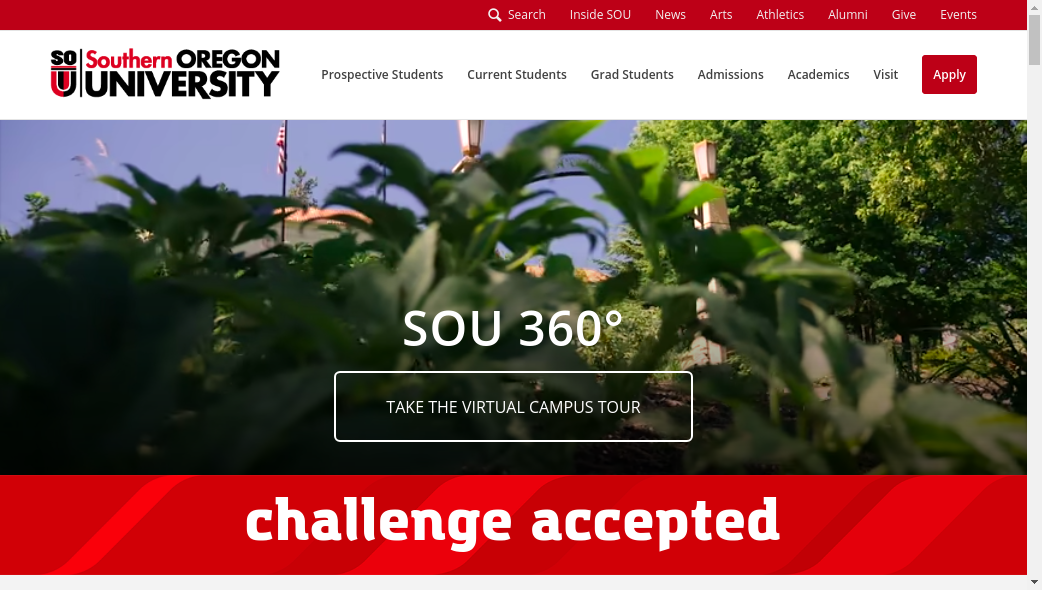 Search Inside SOU News Arts Athletics Alumni Give Events
SO Southern OREGON
U UNIVERSITY
Prospective Students Current Students Grad Students Admissions Academics Visit Apply
SOU 360°
TAKE THE VIRTUAL CAMPUS TOUR
challenge accepted